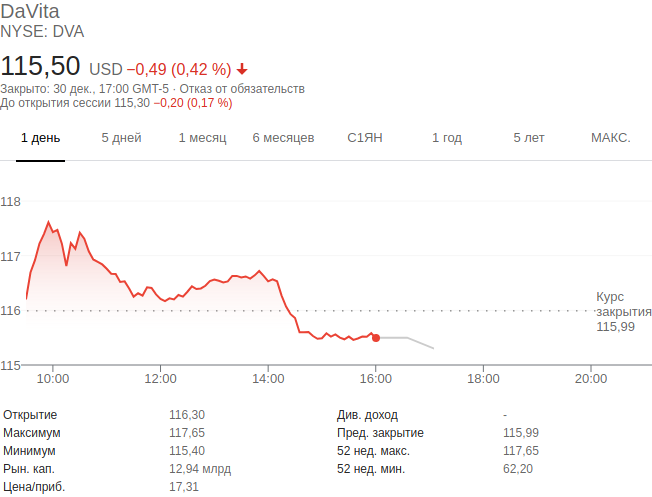 DaVita
NYSE: DVA
115,50 USD −0,49 (0,42 %)
Закрыто: 30 дек., 17:00 GMT-5 · Отказ от обязательств
До открытия сессии 115,30 −0,20 (0,17 %)
1 день 5 дней 1 месяц 6 месяцев С1ЯН 1 год 5 лет МАКС.
118
117
116
115
Курс
закрытия
115,99
10:00 12:00 14:00 16:00 18:00 20:00
Открытие 116,30 Див. доход -
Максимум 117,65 Пред. закрытие 115,99
Минимум 115,40 52 нед. макс. 117,65
Рын. кап. 12,94 млрд 52 нед. мин. 62,20
Цена/приб. 17,31